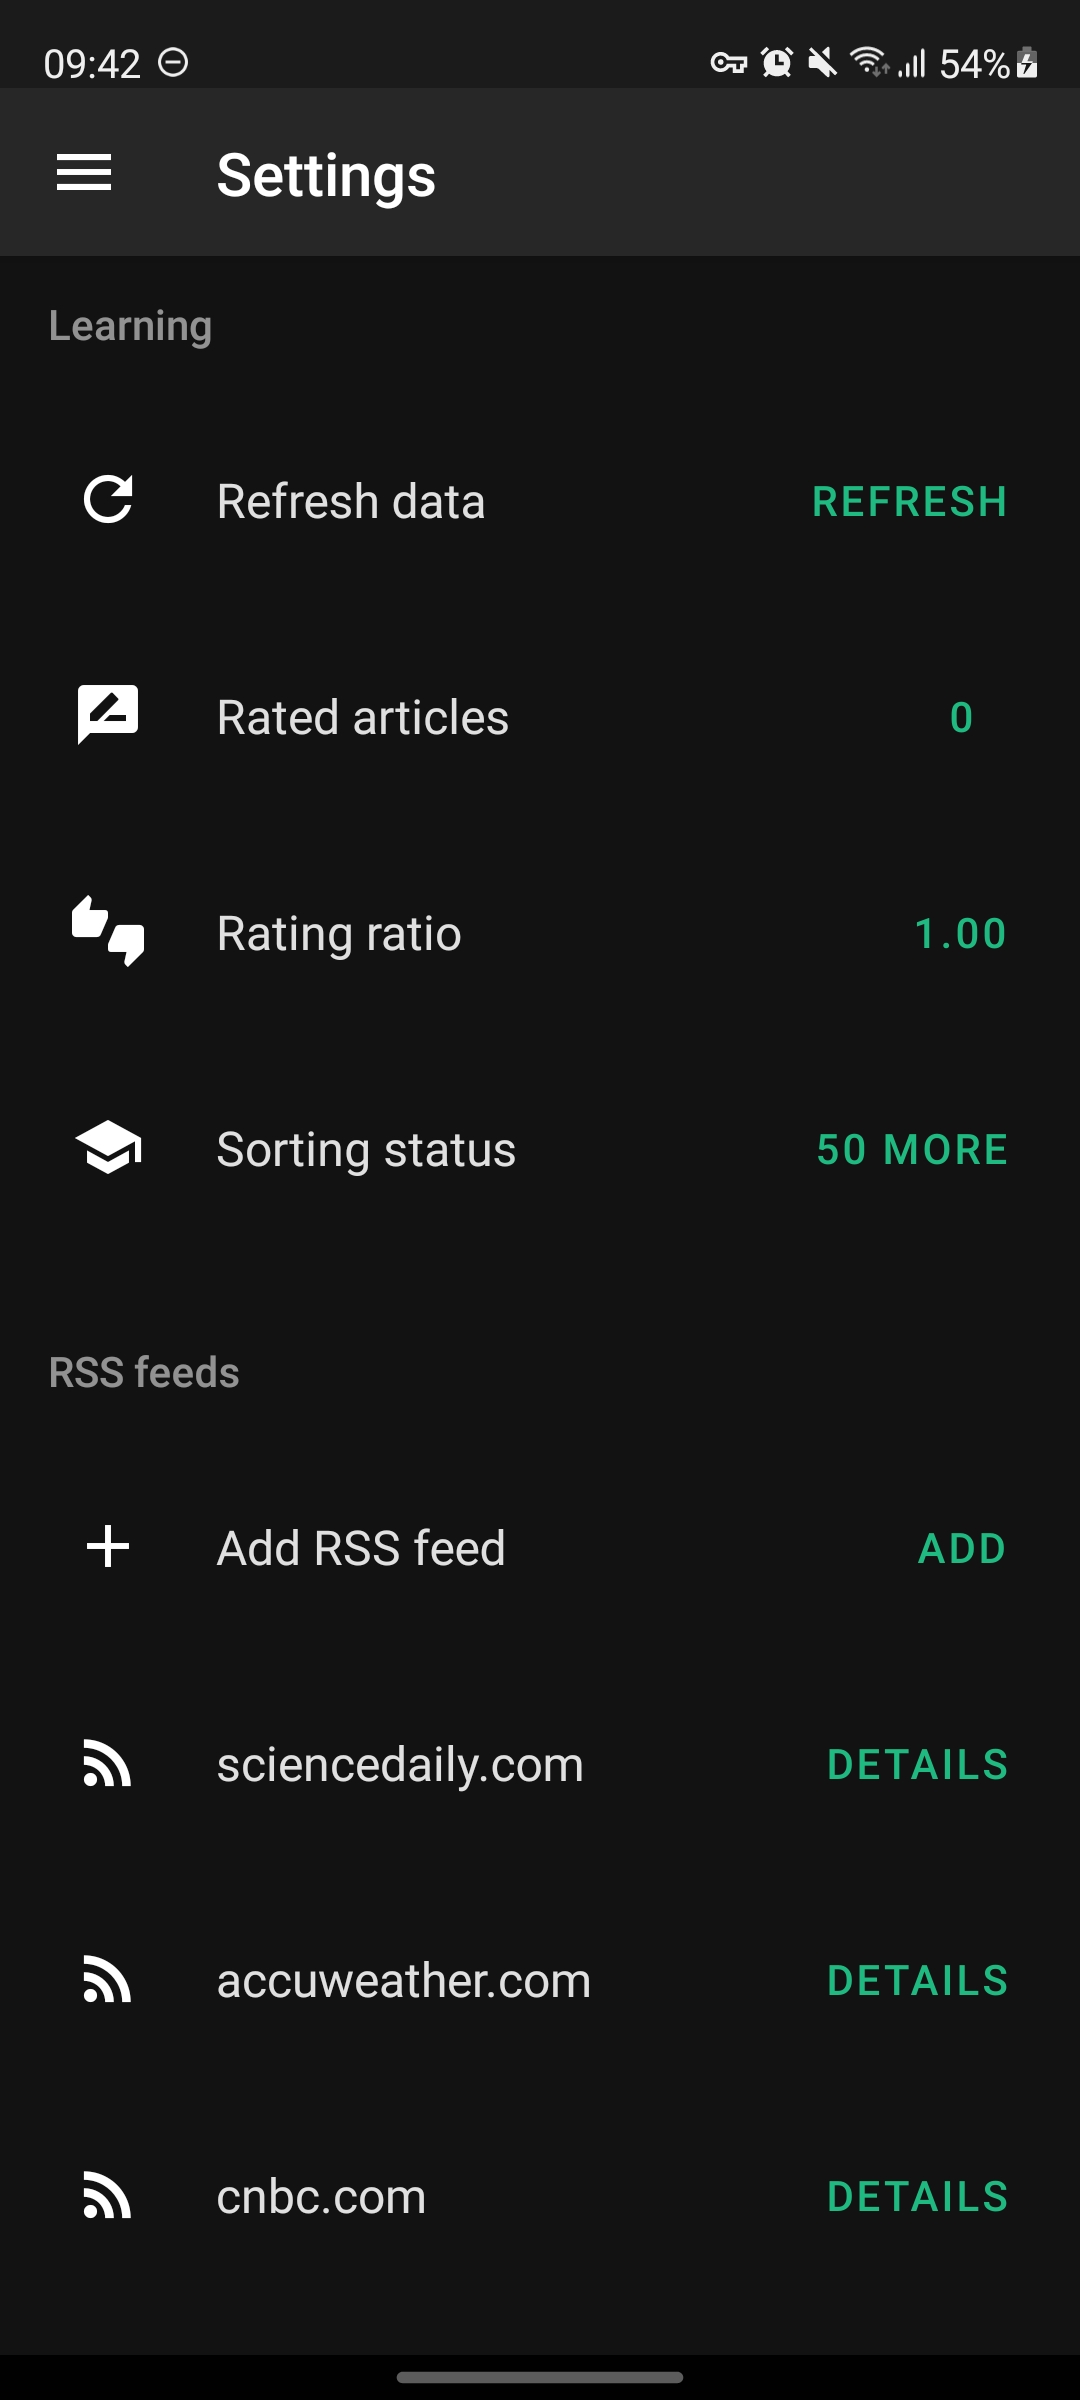 09:42 54%
Settings
Learning
Refresh data REFRESH
Rated articles 0
Rating ratio 1.00
Sorting status 50 MORE
RSS feeds
Add RSS feed ADD
sciencedaily.com DETAILS
accuweather.com DETAILS
cnbc.com DETAILS